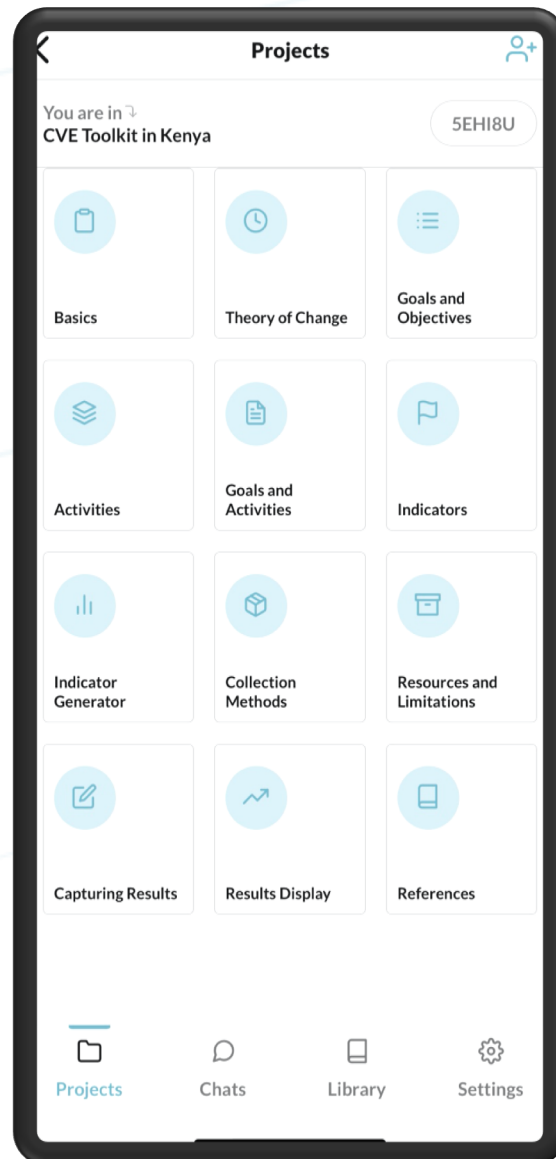 Projects
You are in
5EHI8U
CVE Toolkit in Kenya
Basics
Theory of Change
Goals and
Objectives
Activities
Goals and
Activities
Indicators
Indicator
Generator
Collection
Methods
Resources and
Limitations
Capturing Results
Results Display
References
Projects
Chats
Library
Settings